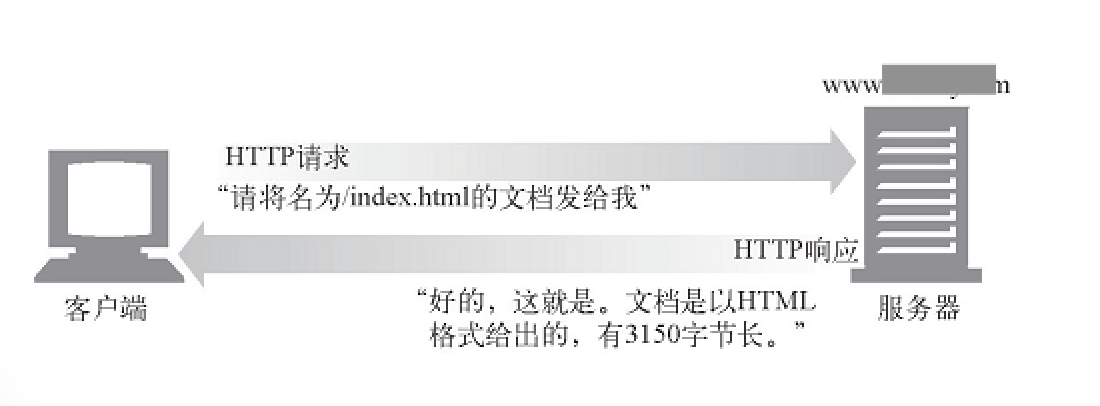 www
HTTP请求
“请将名为/index.html的文档发给我”
HTTP响应
“好的，这就是。文档是以HTML
格式给出的，有3150字节长。”
客户端
服务器